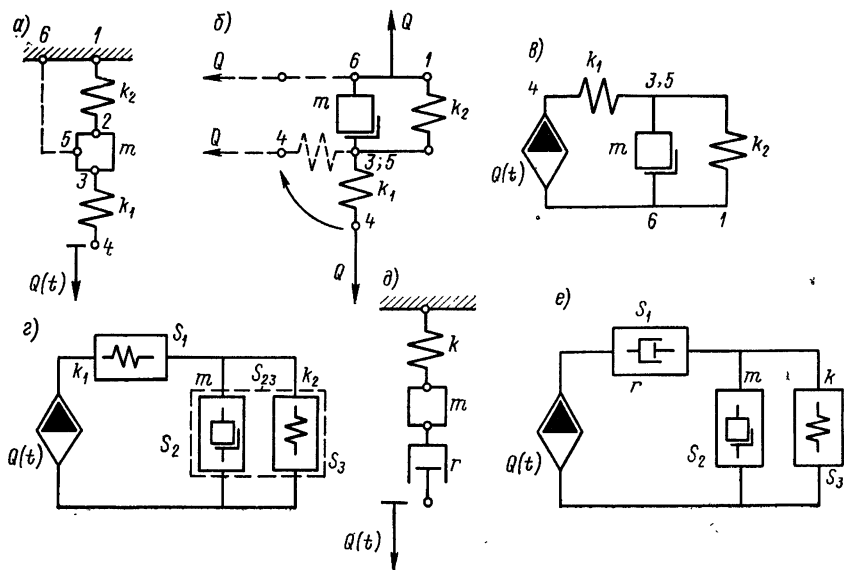 а)
6
1
k₂
2
5
m
3
k₁
4
Q(t)
б)
Q
Q
6
1
m
k₂
Q
4
3;5
k₁
4
Q
в)
k₁
4
3;5
m
k₂
Q(t)
6
1
г)
S₁
k₁
m
S₂₃
k₂
Q(t)
S₂
S₃
д)
k
m
r
Q(t)
е)
S₁
r
m
k
Q(t)
S₂
S₃